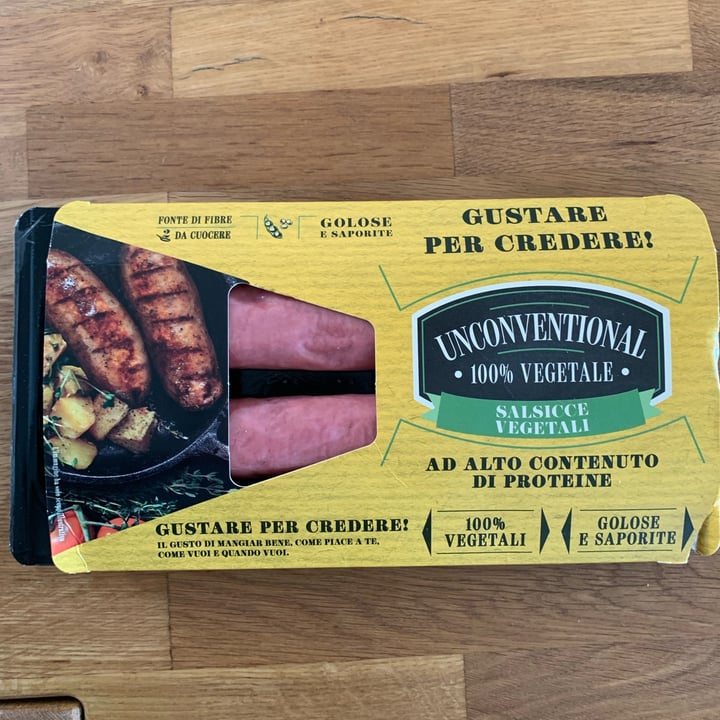 FONTE DI FIBRE
DA CUOCERE
GOLOSE
E SAPORITE
GUSTARE
PER CREDERE!
UNCONVENTIONAL
• 100% VEGETALE •
SALSICCE
VEGETALI
AD ALTO CONTENUTO
DI PROTEINE
GUSTARE PER CREDERE!
IL GUSTO DI MANGIAR BENE, COME PIACE A TE,
COME VUOI E QUANDO VUOI.
100%
VEGETALI
GOLOSE
E SAPORITE